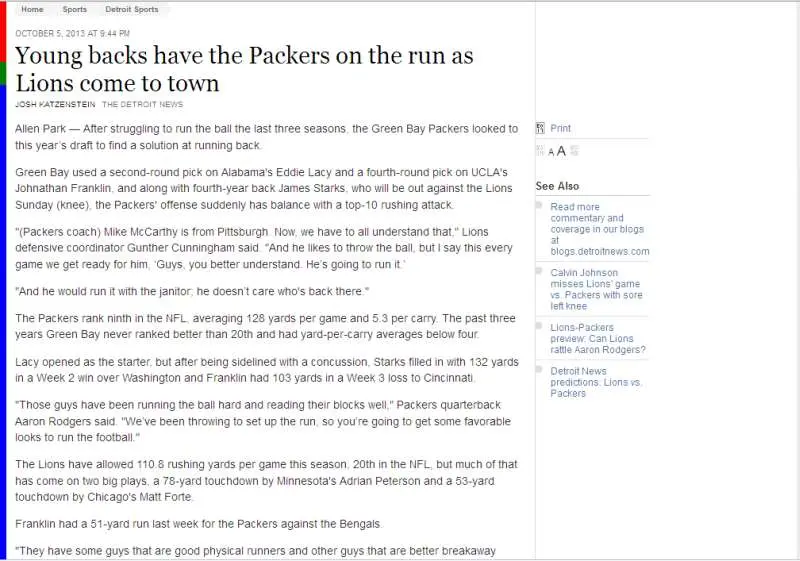 Home Sports Detroit Sports
OCTOBER 5, 2013 AT 9:44 PM
Young backs have the Packers on the run as
Lions come to town
JOSH KATZENSTEIN THE DETROIT NEWS
Allen Park — After struggling to run the ball the last three seasons, the Green Bay Packers looked to
this year's draft to find a solution at running back.
Green Bay used a second-round pick on Alabama's Eddie Lacy and a fourth-round pick on UCLA's
Johnathan Franklin, and along with fourth-year back James Starks, who will be out against the Lions
Sunday (knee), the Packers' offense suddenly has balance with a top-10 rushing attack.
"(Packers coach) Mike McCarthy is from Pittsburgh. Now, we have to all understand that," Lions
defensive coordinator Gunther Cunningham said. "And he likes to throw the ball, but I say this every
game we get ready for him, 'Guys, you better understand. He's going to run it.'
"And he would run it with the janitor; he doesn't care who's back there."
The Packers rank ninth in the NFL, averaging 128 yards per game and 5.3 per carry. The past three
years Green Bay never ranked better than 20th and had yard-per-carry averages below four.
Lacy opened as the starter, but after being sidelined with a concussion, Starks filled in with 132 yards
in a Week 2 win over Washington and Franklin had 103 yards in a Week 3 loss to Cincinnati.
"Those guys have been running the ball hard and reading their blocks well," Packers quarterback
Aaron Rodgers said. "We've been throwing to set up the run, so you're going to get some favorable
looks to run the football."
The Lions have allowed 110.8 rushing yards per game this season, 20th in the NFL, but much of that
has come on two big plays, a 78-yard touchdown by Minnesota's Adrian Peterson and a 53-yard
touchdown by Chicago's Matt Forte.
Franklin had a 51-yard run last week for the Packers against the Bengals.
"They have some guys that are good physical runners and other guys that are better breakaway
Print
A A
See Also
Read more
commentary and
coverage in our blogs
at
blogs.detroitnews.com
Calvin Johnson
misses Lions' game
vs. Packers with sore
left knee
Lions-Packers
preview: Can Lions
rattle Aaron Rodgers?
Detroit News
predictions: Lions vs.
Packers